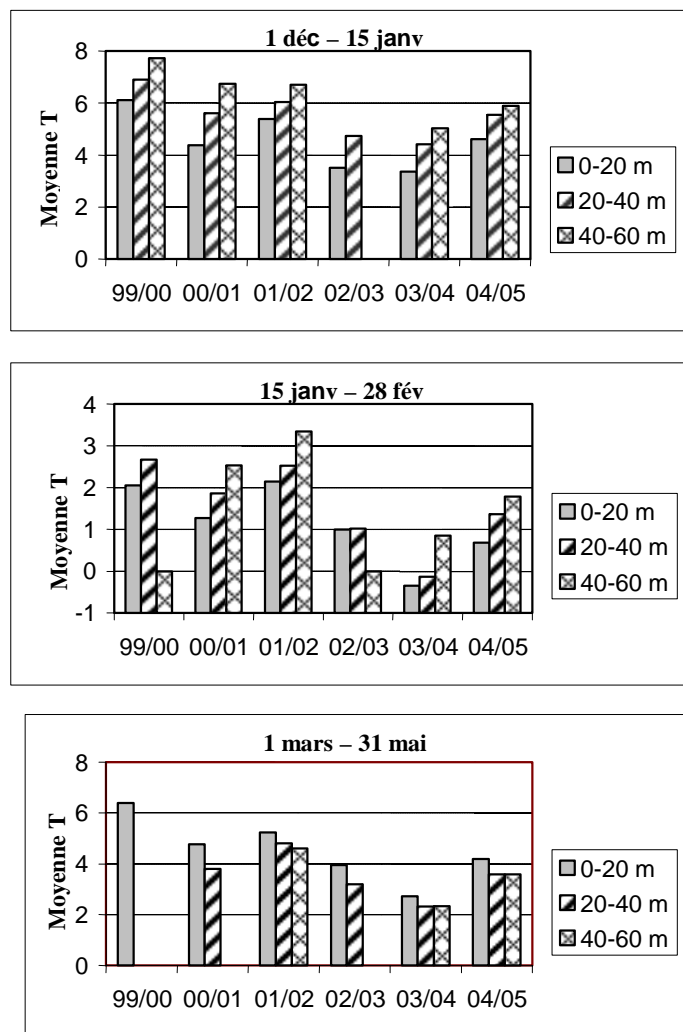 1 déc – 15 janv
Moyenne T
8
6
4
2
0
99/00 00/01 01/02 02/03 03/04 04/05
0-20 m
20-40 m
40-60 m
15 janv – 28 fév
Moyenne T
4
3
2
1
0
-1
99/00 00/01 01/02 02/03 03/04 04/05
0-20 m
20-40 m
40-60 m
1 mars – 31 mai
Moyenne T
8
6
4
2
0
99/00 00/01 01/02 02/03 03/04 04/05
0-20 m
20-40 m
40-60 m